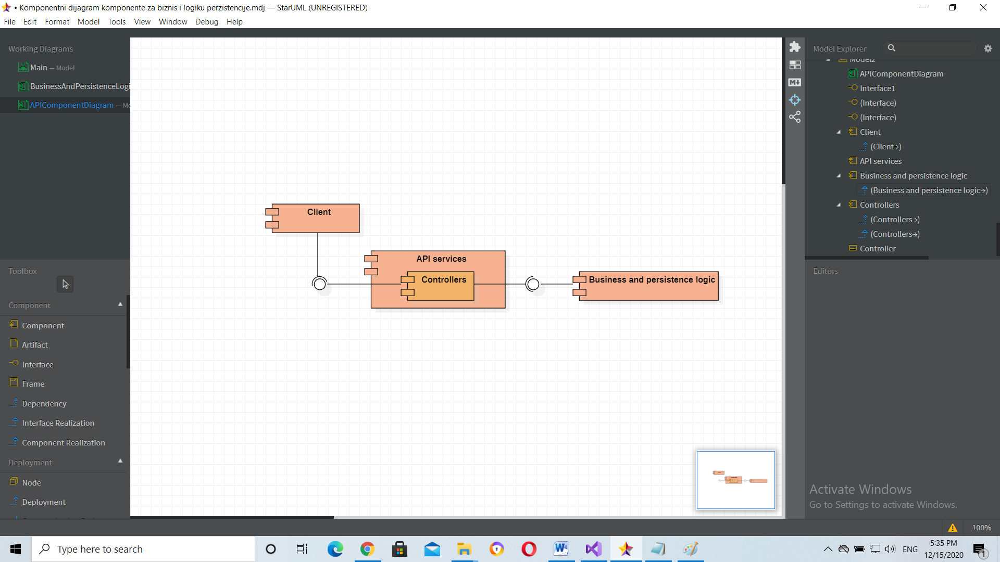 • Komponentni dijagram komponente za biznis i logiku perzistencije.mdj — StarUML (UNREGISTERED)
File Edit Format Model Tools View Window Debug Help
Working Diagrams
Main — Model
BusinessAndPersistenceLogi
APIComponentDiagram — Mo
Toolbox
Component
Component
Artifact
Interface
Frame
Dependency
Interface Realization
Component Realization
Deployment
Node
Deployment
Client
API services
Controllers
Business and persistence logic
Model Explorer
Model2
APIComponentDiagram
Interface1
(Interface)
(Interface)
Client
(Client→)
API services
Business and persistence logic
(Business and persistence logic→)
Controllers
(Controllers→)
(Controllers→)
Controller
Editors
Activate Windows
Go to Settings to activate Windows.
100%
Type here to search
ENG
5:35 PM
12/15/2020
1